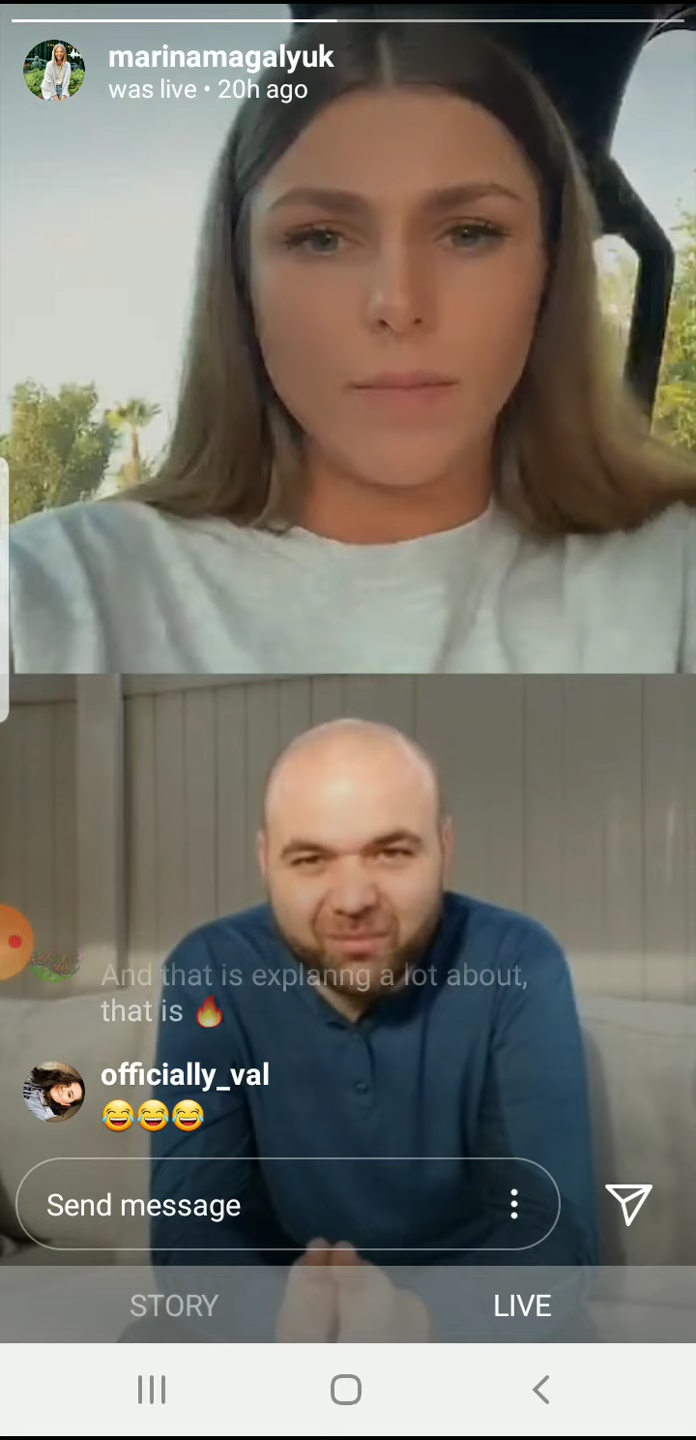 marinamagalyuk
was live • 20h ago
And that is explanng a lot about,
that is 🔥
officially_val
😂😂😂
Send message
STORY LIVE